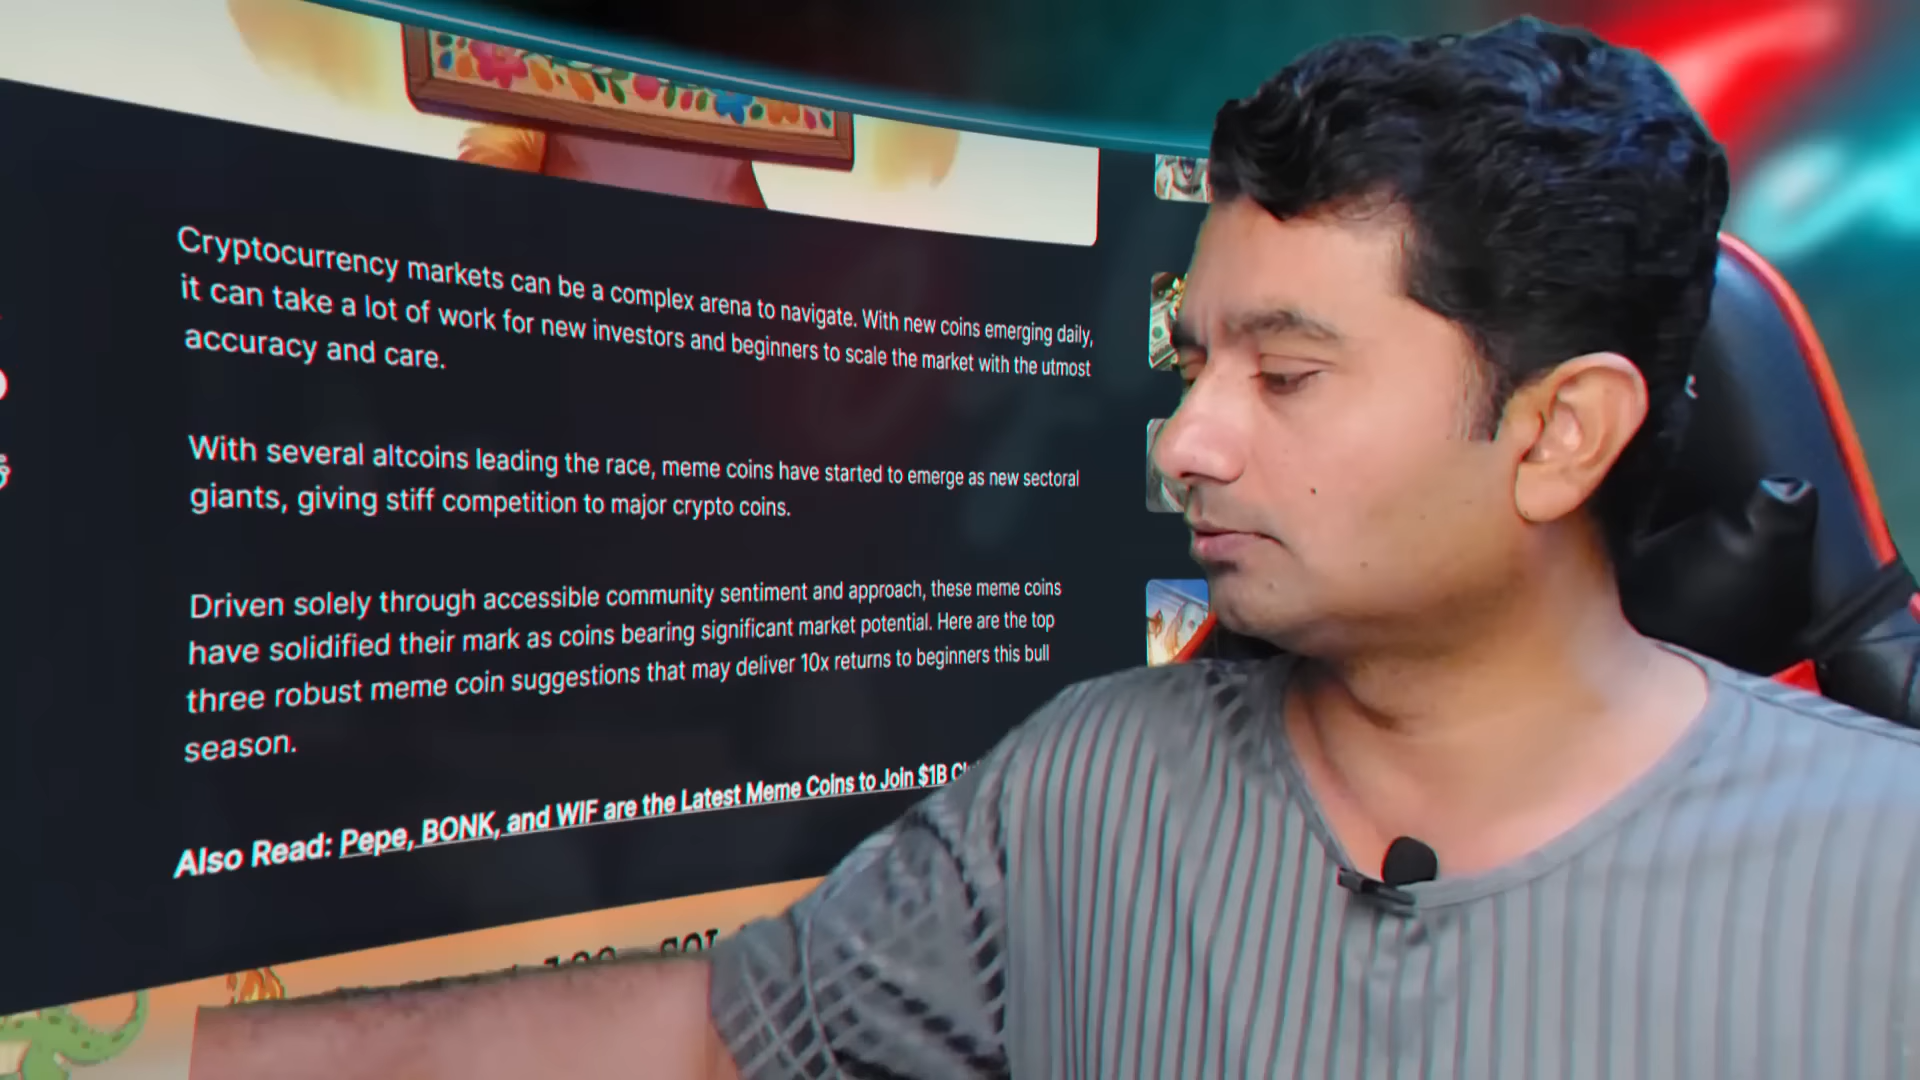 Cryptocurrency markets can be a complex arena to navigate. With new coins emerging daily,
it can take a lot of work for new investors and beginners to scale the market with the utmost
accuracy and care.
With several altcoins leading the race, meme coins have started to emerge as new sectoral
giants, giving stiff competition to major crypto coins.
Driven solely through accessible community sentiment and approach, these meme coins
have solidified their mark as coins bearing significant market potential. Here are the top
three robust meme coin suggestions that may deliver 10x returns to beginners this bull
season.
Also Read: Pepe, BONK, and WIF are the Latest Meme Coins to Join $1B